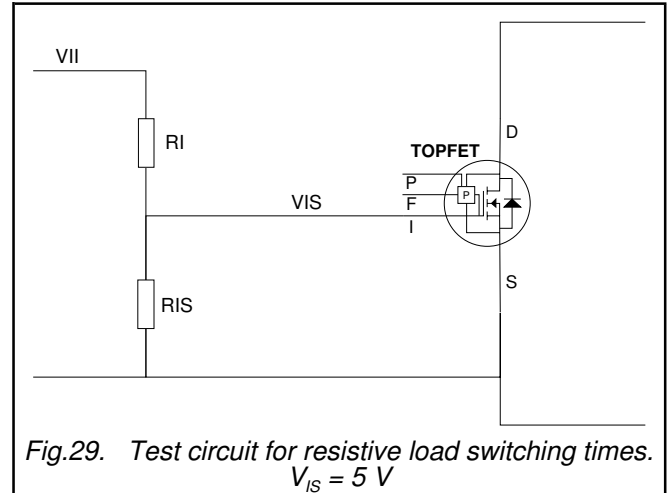 VII
RI
D
TOPFET
P
P
F
VIS
I
RIS
S
Fig.29. Test circuit for resistive load switching times.
V_IS = 5 V